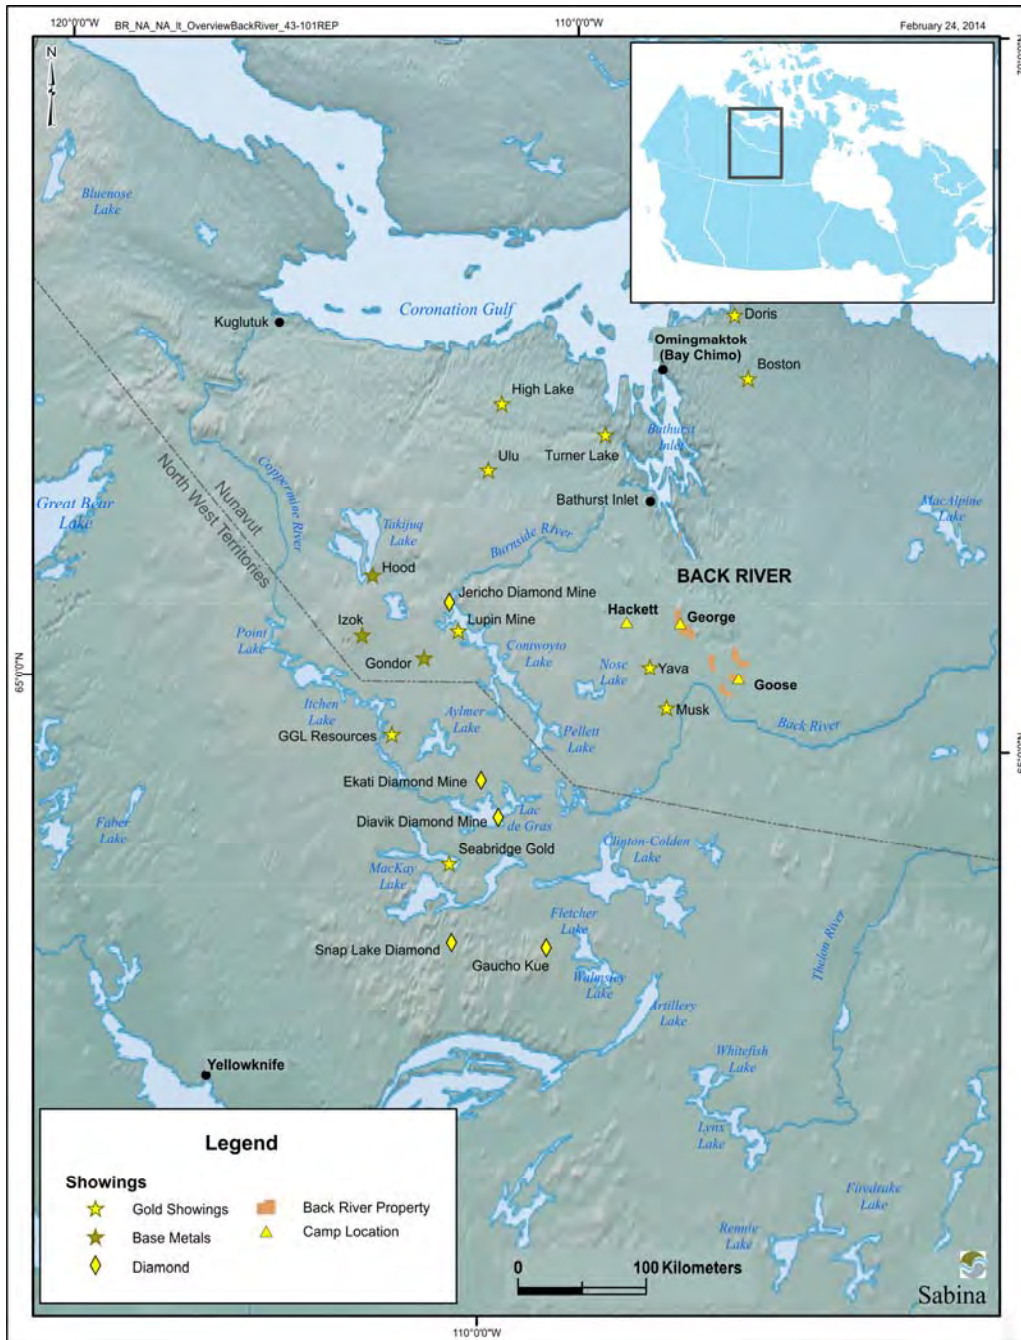 120°0'0"W
BR_NA_NA_lt_OverviewBackRiver_43-101REP
110°0'0"W
February 24, 2014
70°0'0"N
N
Bluenose
Lake
Coronation Gulf
Kuglutuk
Doris
Omingmaktok
(Bay Chimo)
Boston
High Lake
Bathurst
Inlet
Turner Lake
Ulu
Bathurst Inlet
Great Bear
Lake
Nunavut
North West Territories
Coppermine River
Takijuq
Lake
Burnside River
MacAlpine
Lake
Hood
BACK RIVER
Jericho Diamond Mine
Hackett
George
Izok
Lupin Mine
Point
Lake
Contwoyto
Lake
Gondor
Nose
Lake
Yava
Goose
65°0'0"N
Itchen
Lake
Aylmer
Lake
Musk
Back River
GGL Resources
Pellett
Lake
65°0'0"N
Ekati Diamond Mine
Lac
de Gras
Diavik Diamond Mine
Faber
Lake
Seabridge Gold
Clinton-Colden
Lake
MacKay
Lake
Fletcher
Lake
Thelon River
Snap Lake Diamond
Gaucho Kue
Walmsley
Lake
Artillery
Lake
Whitefish
Lake
Yellowknife
Lynx
Lake
Legend
Showings
Gold Showings
Base Metals
Diamond
Back River Property
Camp Location
Firedrake
Lake
Rennie
Lake
0
100 Kilometers
Sabina
110°0'0"W